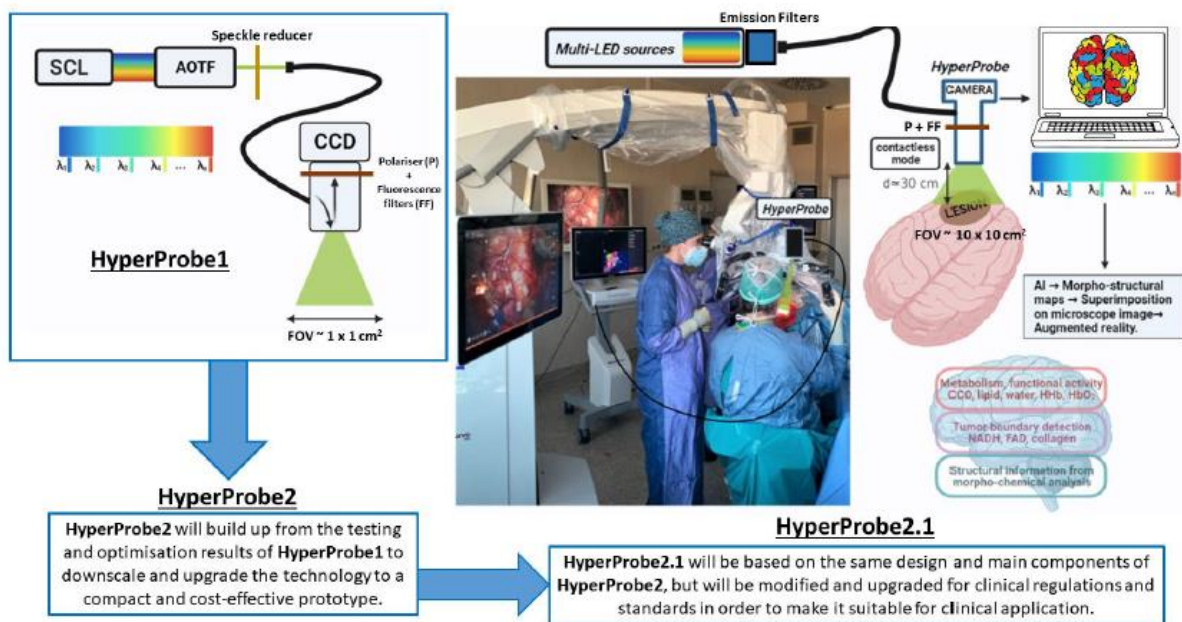 Speckle reducer
SCL
AOTF
λ₁ λ₂ λ₃ λ₄ ... λₙ
CCD
Polariser (P)
+
Fluorescence
filters (FF)
HyperProbe1
FOV ~ 1 x 1 cm²
Emission Filters
Multi-LED sources
HyperProbe
CAMERA
P + FF
contactless
mode
d≈30 cm
LESION
FOV ~ 10 x 10 cm²
λ₁ λ₂ λ₃ λ₄ ... λₙ
HyperProbe
AI → Morpho-structural
maps → Superimposition
on microscope image→
Augmented reality.
Metabolism, functional activity
CCO, lipid, water, HHb, HbO₂
Tumor boundary detection
NADH, FAD, collagen
Structural information from
morpho-chemical analysis
HyperProbe2
HyperProbe2 will build up from the testing
and optimisation results of HyperProbe1 to
downscale and upgrade the technology to a
compact and cost-effective prototype.
HyperProbe2.1
HyperProbe2.1 will be based on the same design and main components of
HyperProbe2, but will be modified and upgraded for clinical regulations and
standards in order to make it suitable for clinical application.